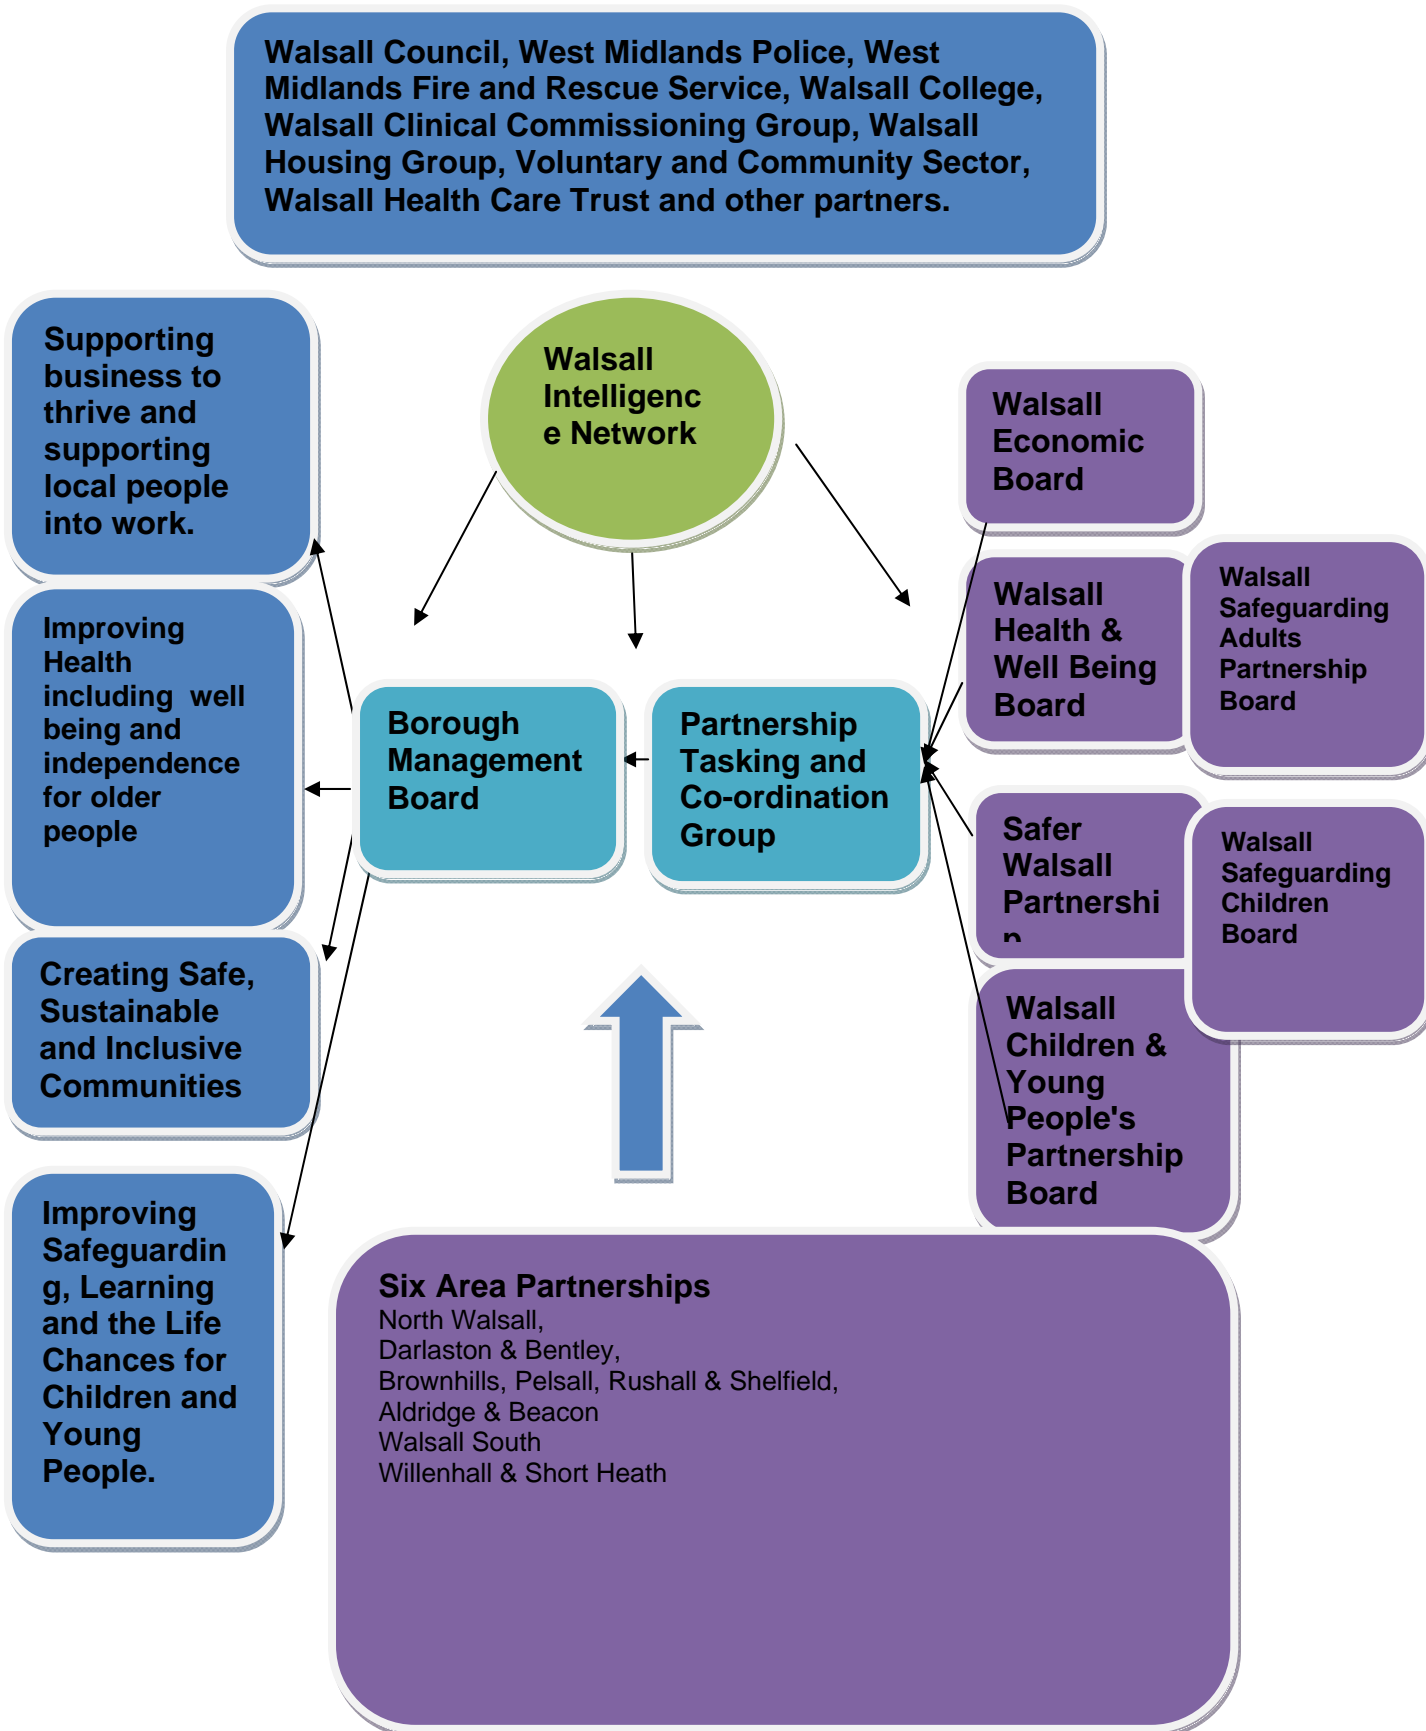 Walsall Council, West Midlands Police, West
Midlands Fire and Rescue Service, Walsall College,
Walsall Clinical Commissioning Group, Walsall
Housing Group, Voluntary and Community Sector,
Walsall Health Care Trust and other partners.
Supporting
business to
thrive and
supporting
local people
into work.
Improving
Health
including well
being and
independence
for older
people
Creating Safe,
Sustainable
and Inclusive
Communities
Improving
Safeguardin
g, Learning
and the Life
Chances for
Children and
Young
People.
Walsall
Intelligenc
e Network
Borough
Management
Board
Partnership
Tasking and
Co-ordination
Group
Walsall
Economic
Board
Walsall
Health &
Well Being
Board
Walsall
Safeguarding
Adults
Partnership
Board
Safer
Walsall
Partnershi
p
Walsall
Safeguarding
Children
Board
Walsall
Children &
Young
People's
Partnership
Board
Six Area Partnerships
North Walsall,
Darlaston & Bentley,
Brownhills, Pelsall, Rushall & Shelfield,
Aldridge & Beacon
Walsall South
Willenhall & Short Heath